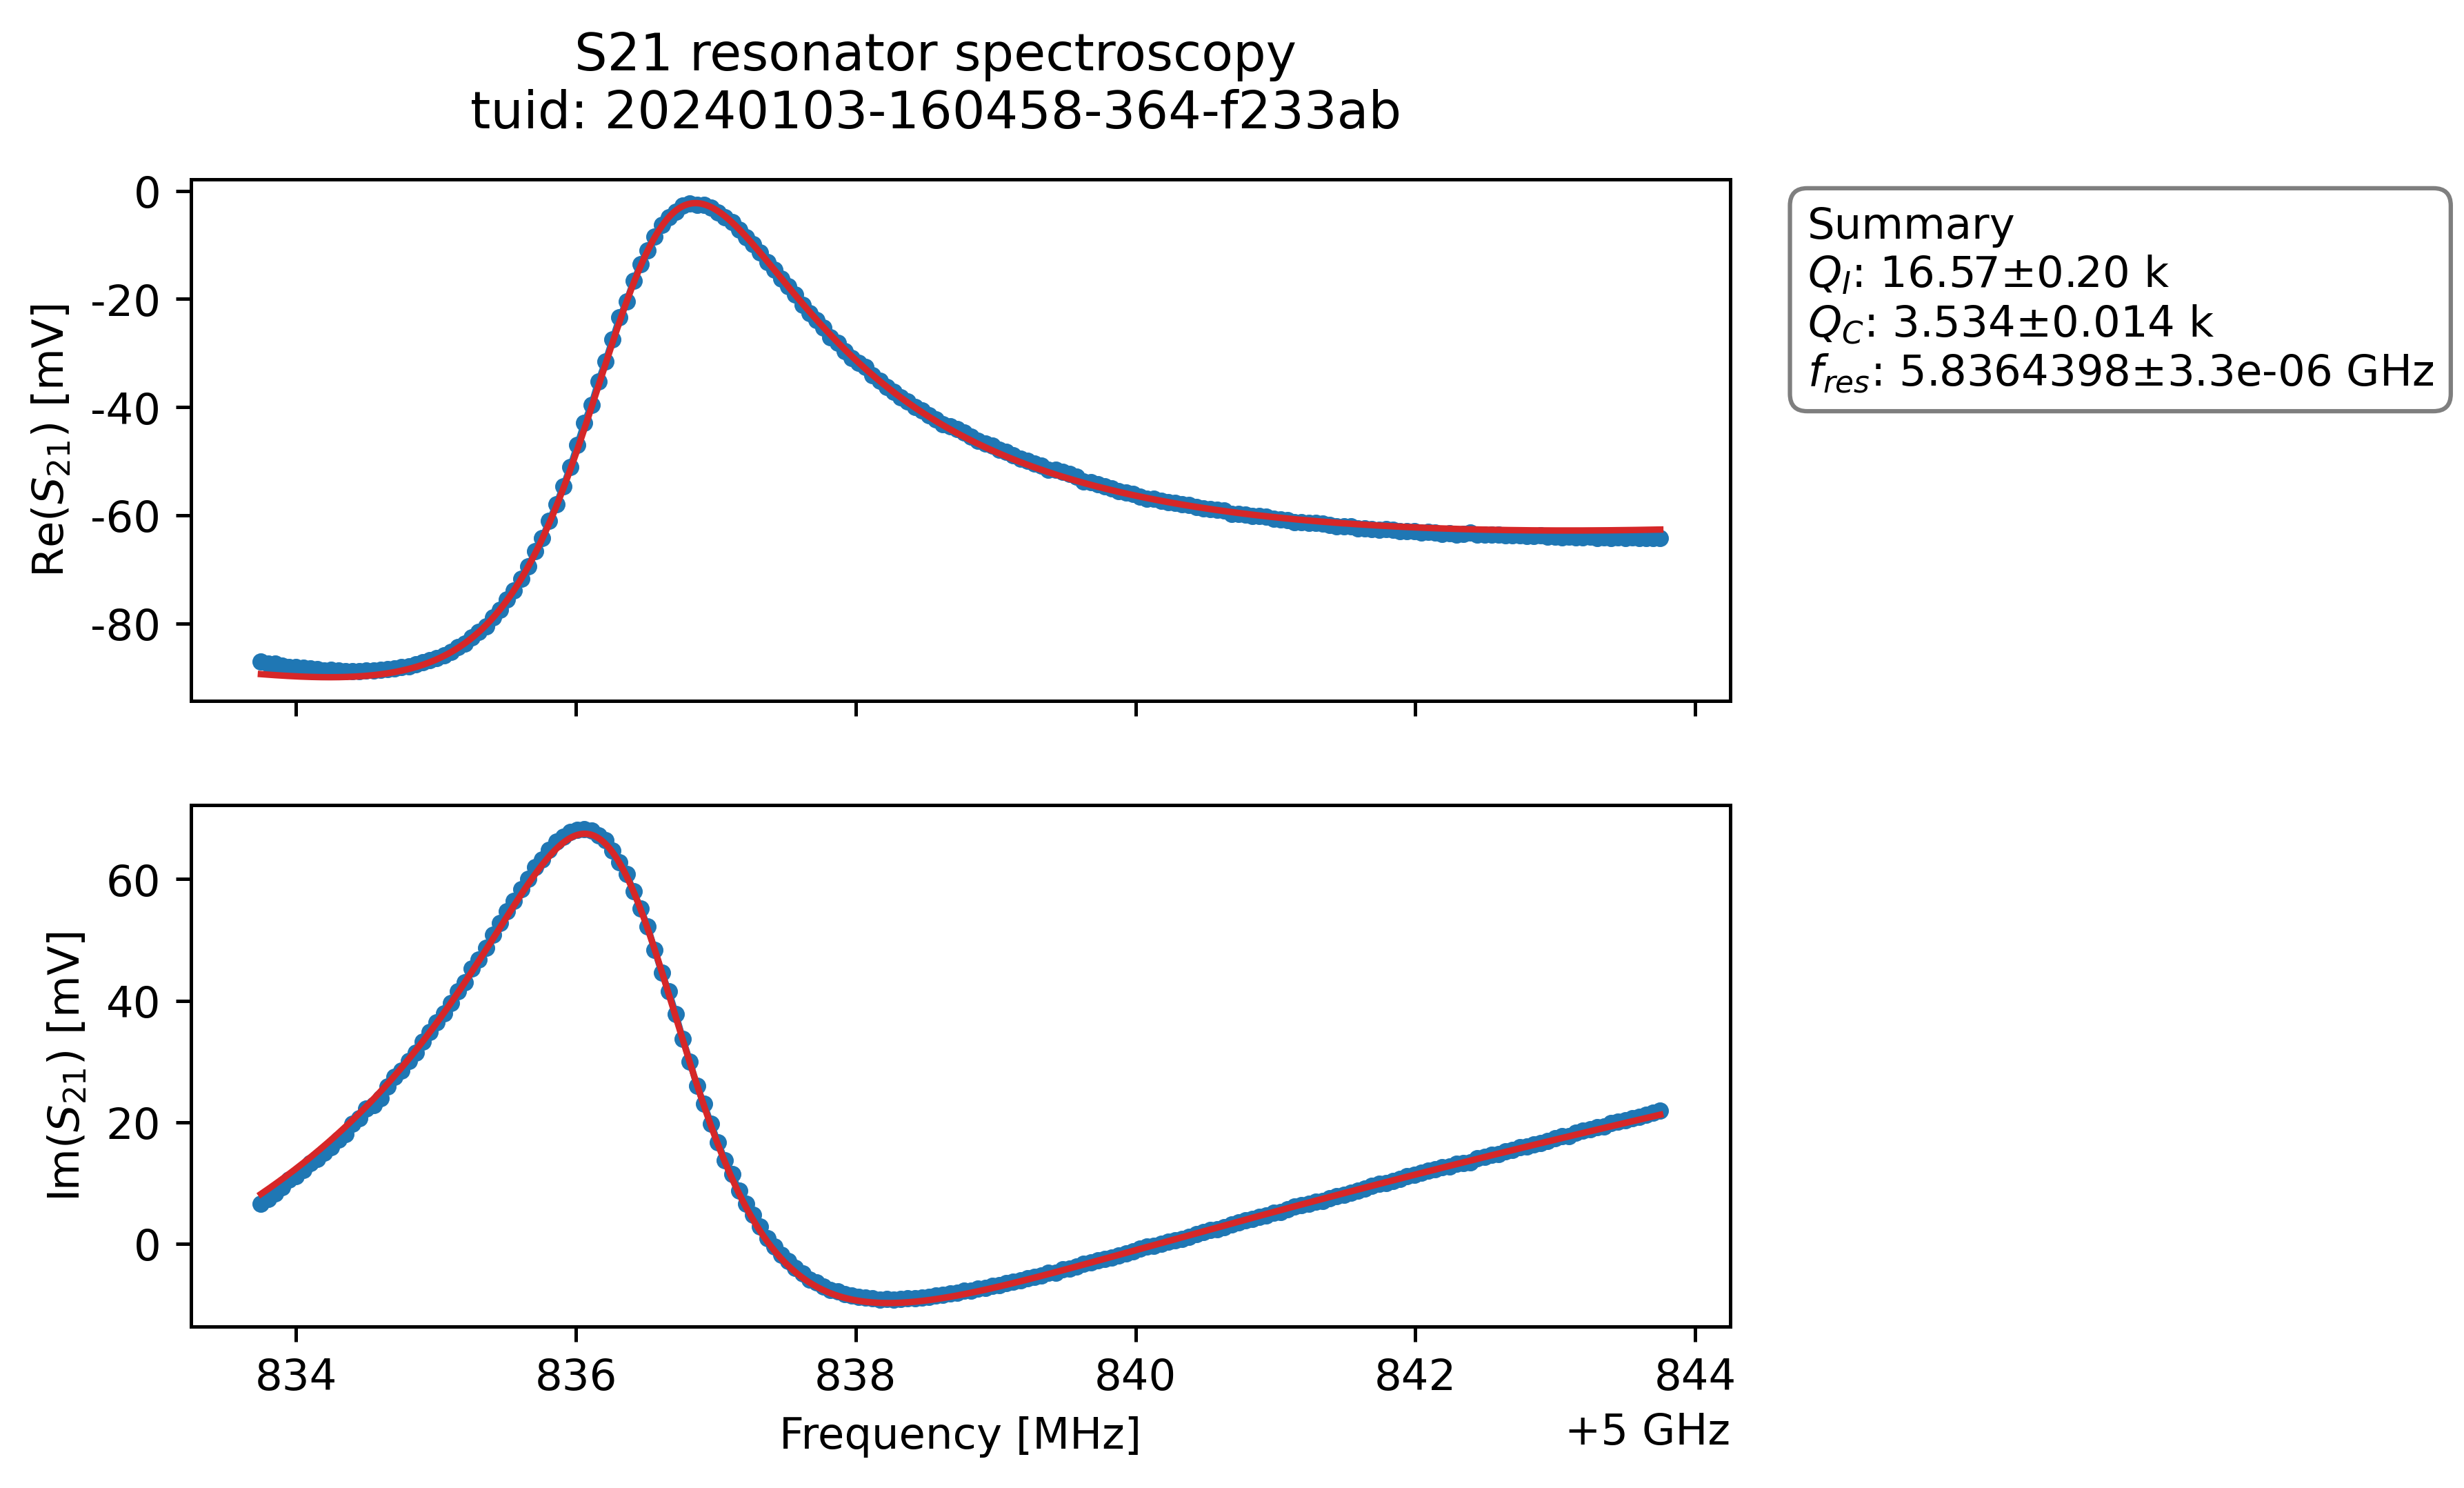 S21 resonator spectroscopy
tuid: 20240103-160458-364-f233ab
0
-20
-40
-60
-80
Re(S21) [mV]
Summary
QI: 16.57±0.20 k
QC: 3.534±0.014 k
fres: 5.8364398±3.3e-06 GHz
60
40
20
0
Im(S21) [mV]
834 836 838 840 842 844
Frequency [MHz]
+5 GHz